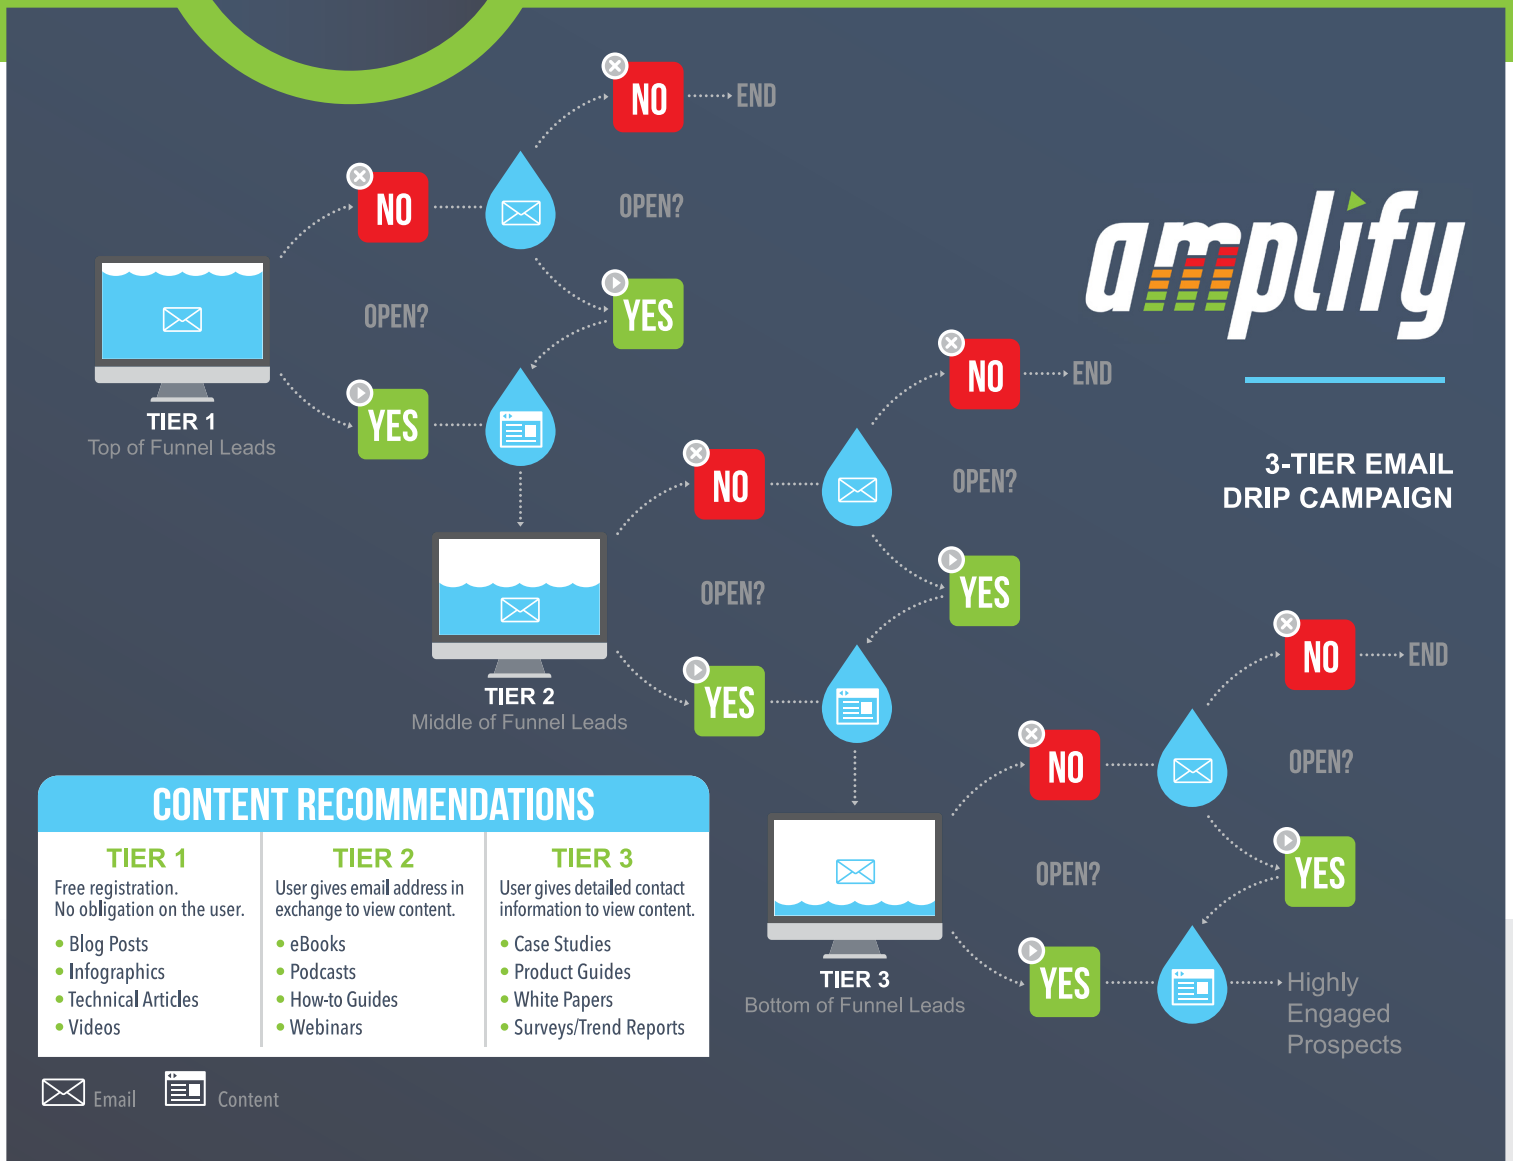 NO
END
NO
OPEN?
amplify
OPEN?
YES
NO
END
YES
TIER 1
Top of Funnel Leads
3-TIER EMAIL
DRIP CAMPAIGN
NO
OPEN?
OPEN?
YES
NO
END
YES
TIER 2
Middle of Funnel Leads
NO
OPEN?
OPEN?
YES
YES
TIER 3
Bottom of Funnel Leads
Highly
Engaged
Prospects
CONTENT RECOMMENDATIONS
TIER 1
Free registration.
No obligation on the user.
• Blog Posts
• Infographics
• Technical Articles
• Videos
TIER 2
User gives email address in
exchange to view content.
• eBooks
• Podcasts
• How-to Guides
• Webinars
TIER 3
User gives detailed contact
information to view content.
• Case Studies
• Product Guides
• White Papers
• Surveys/Trend Reports
Email
Content